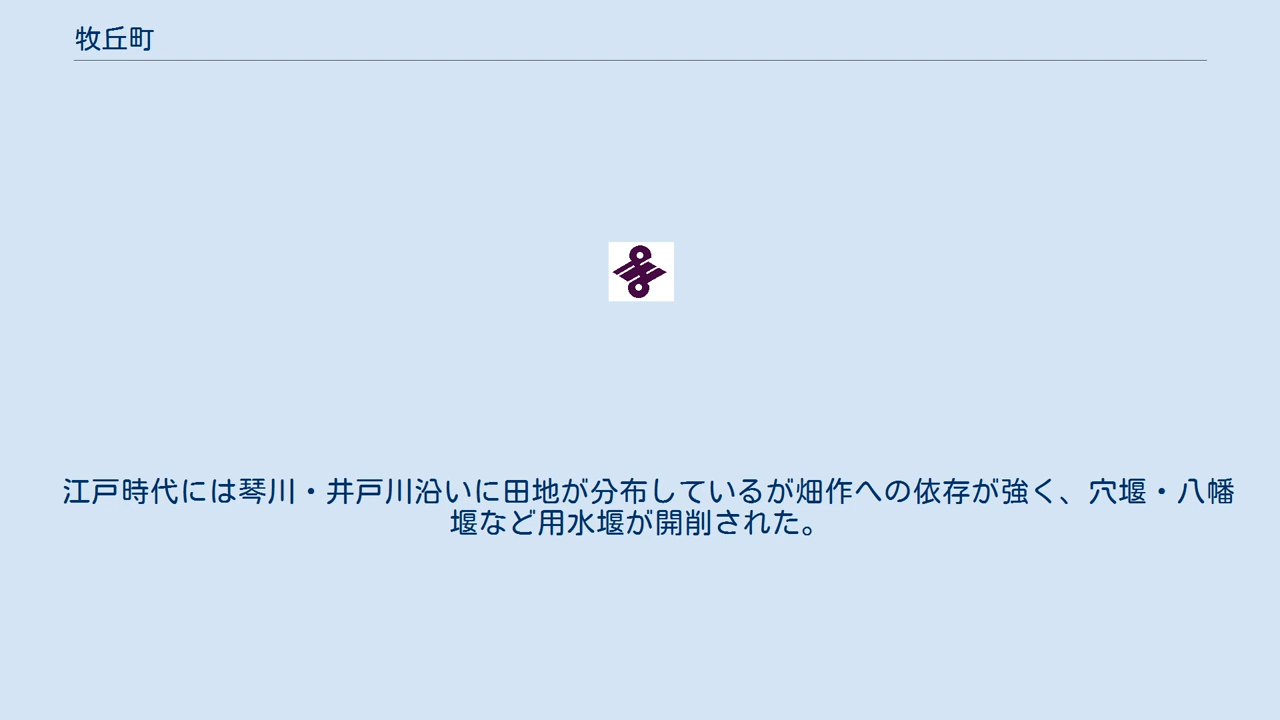 牧丘町
江戸時代には琴川・井戸川沿いに田地が分布しているが畑作への依存が強く、穴堰・八幡
堰など用水堰が開削された。